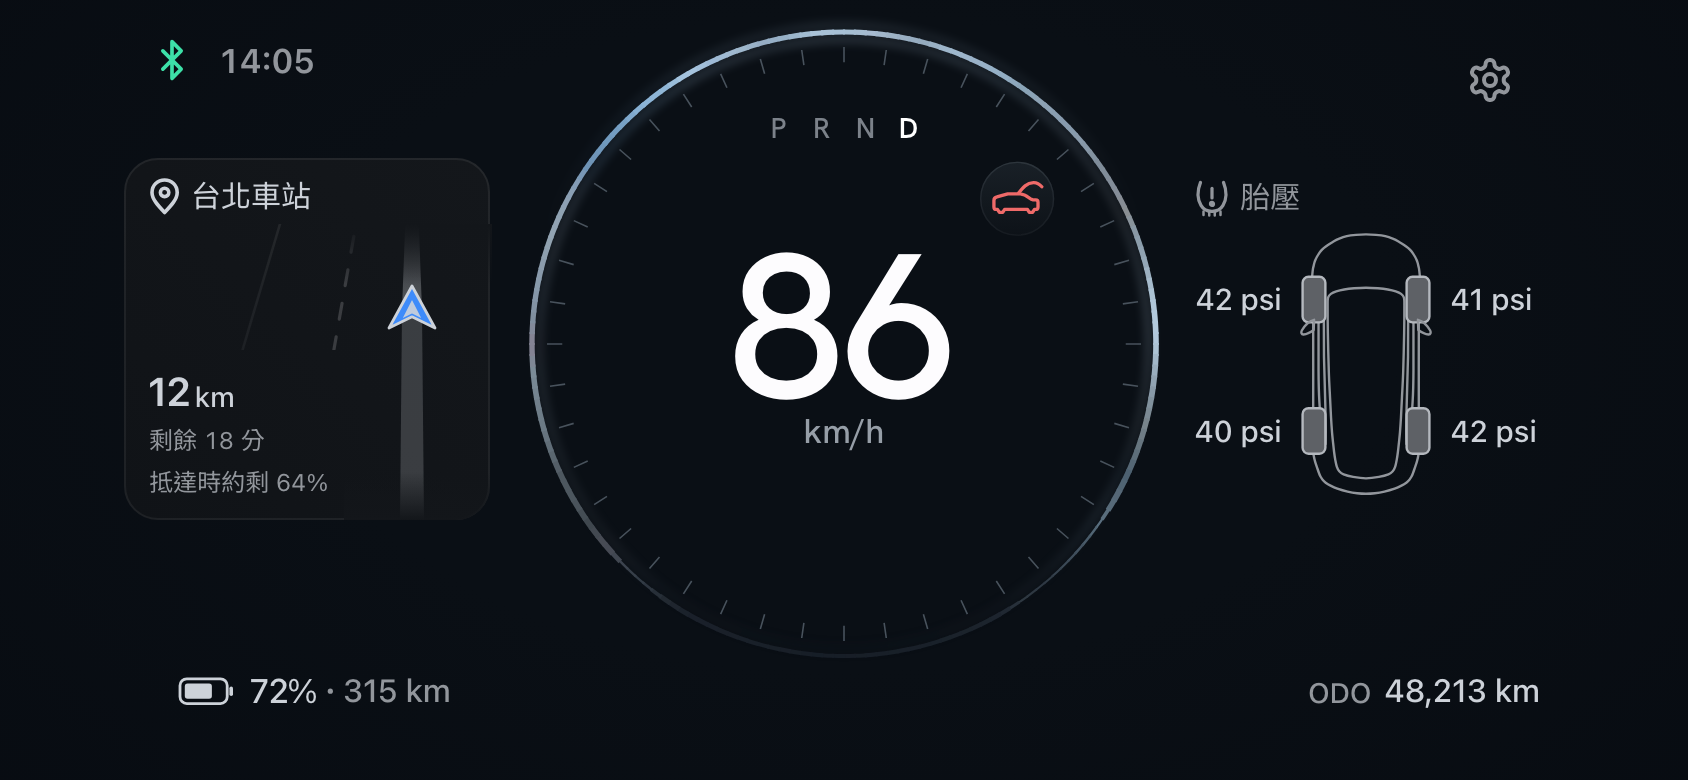 14:05
P R N D
台北車站
胎壓
86
km/h
42 psi
41 psi
12 km
剩餘 18 分
抵達時約剩 64%
40 psi
42 psi
72% · 315 km
ODO 48,213 km